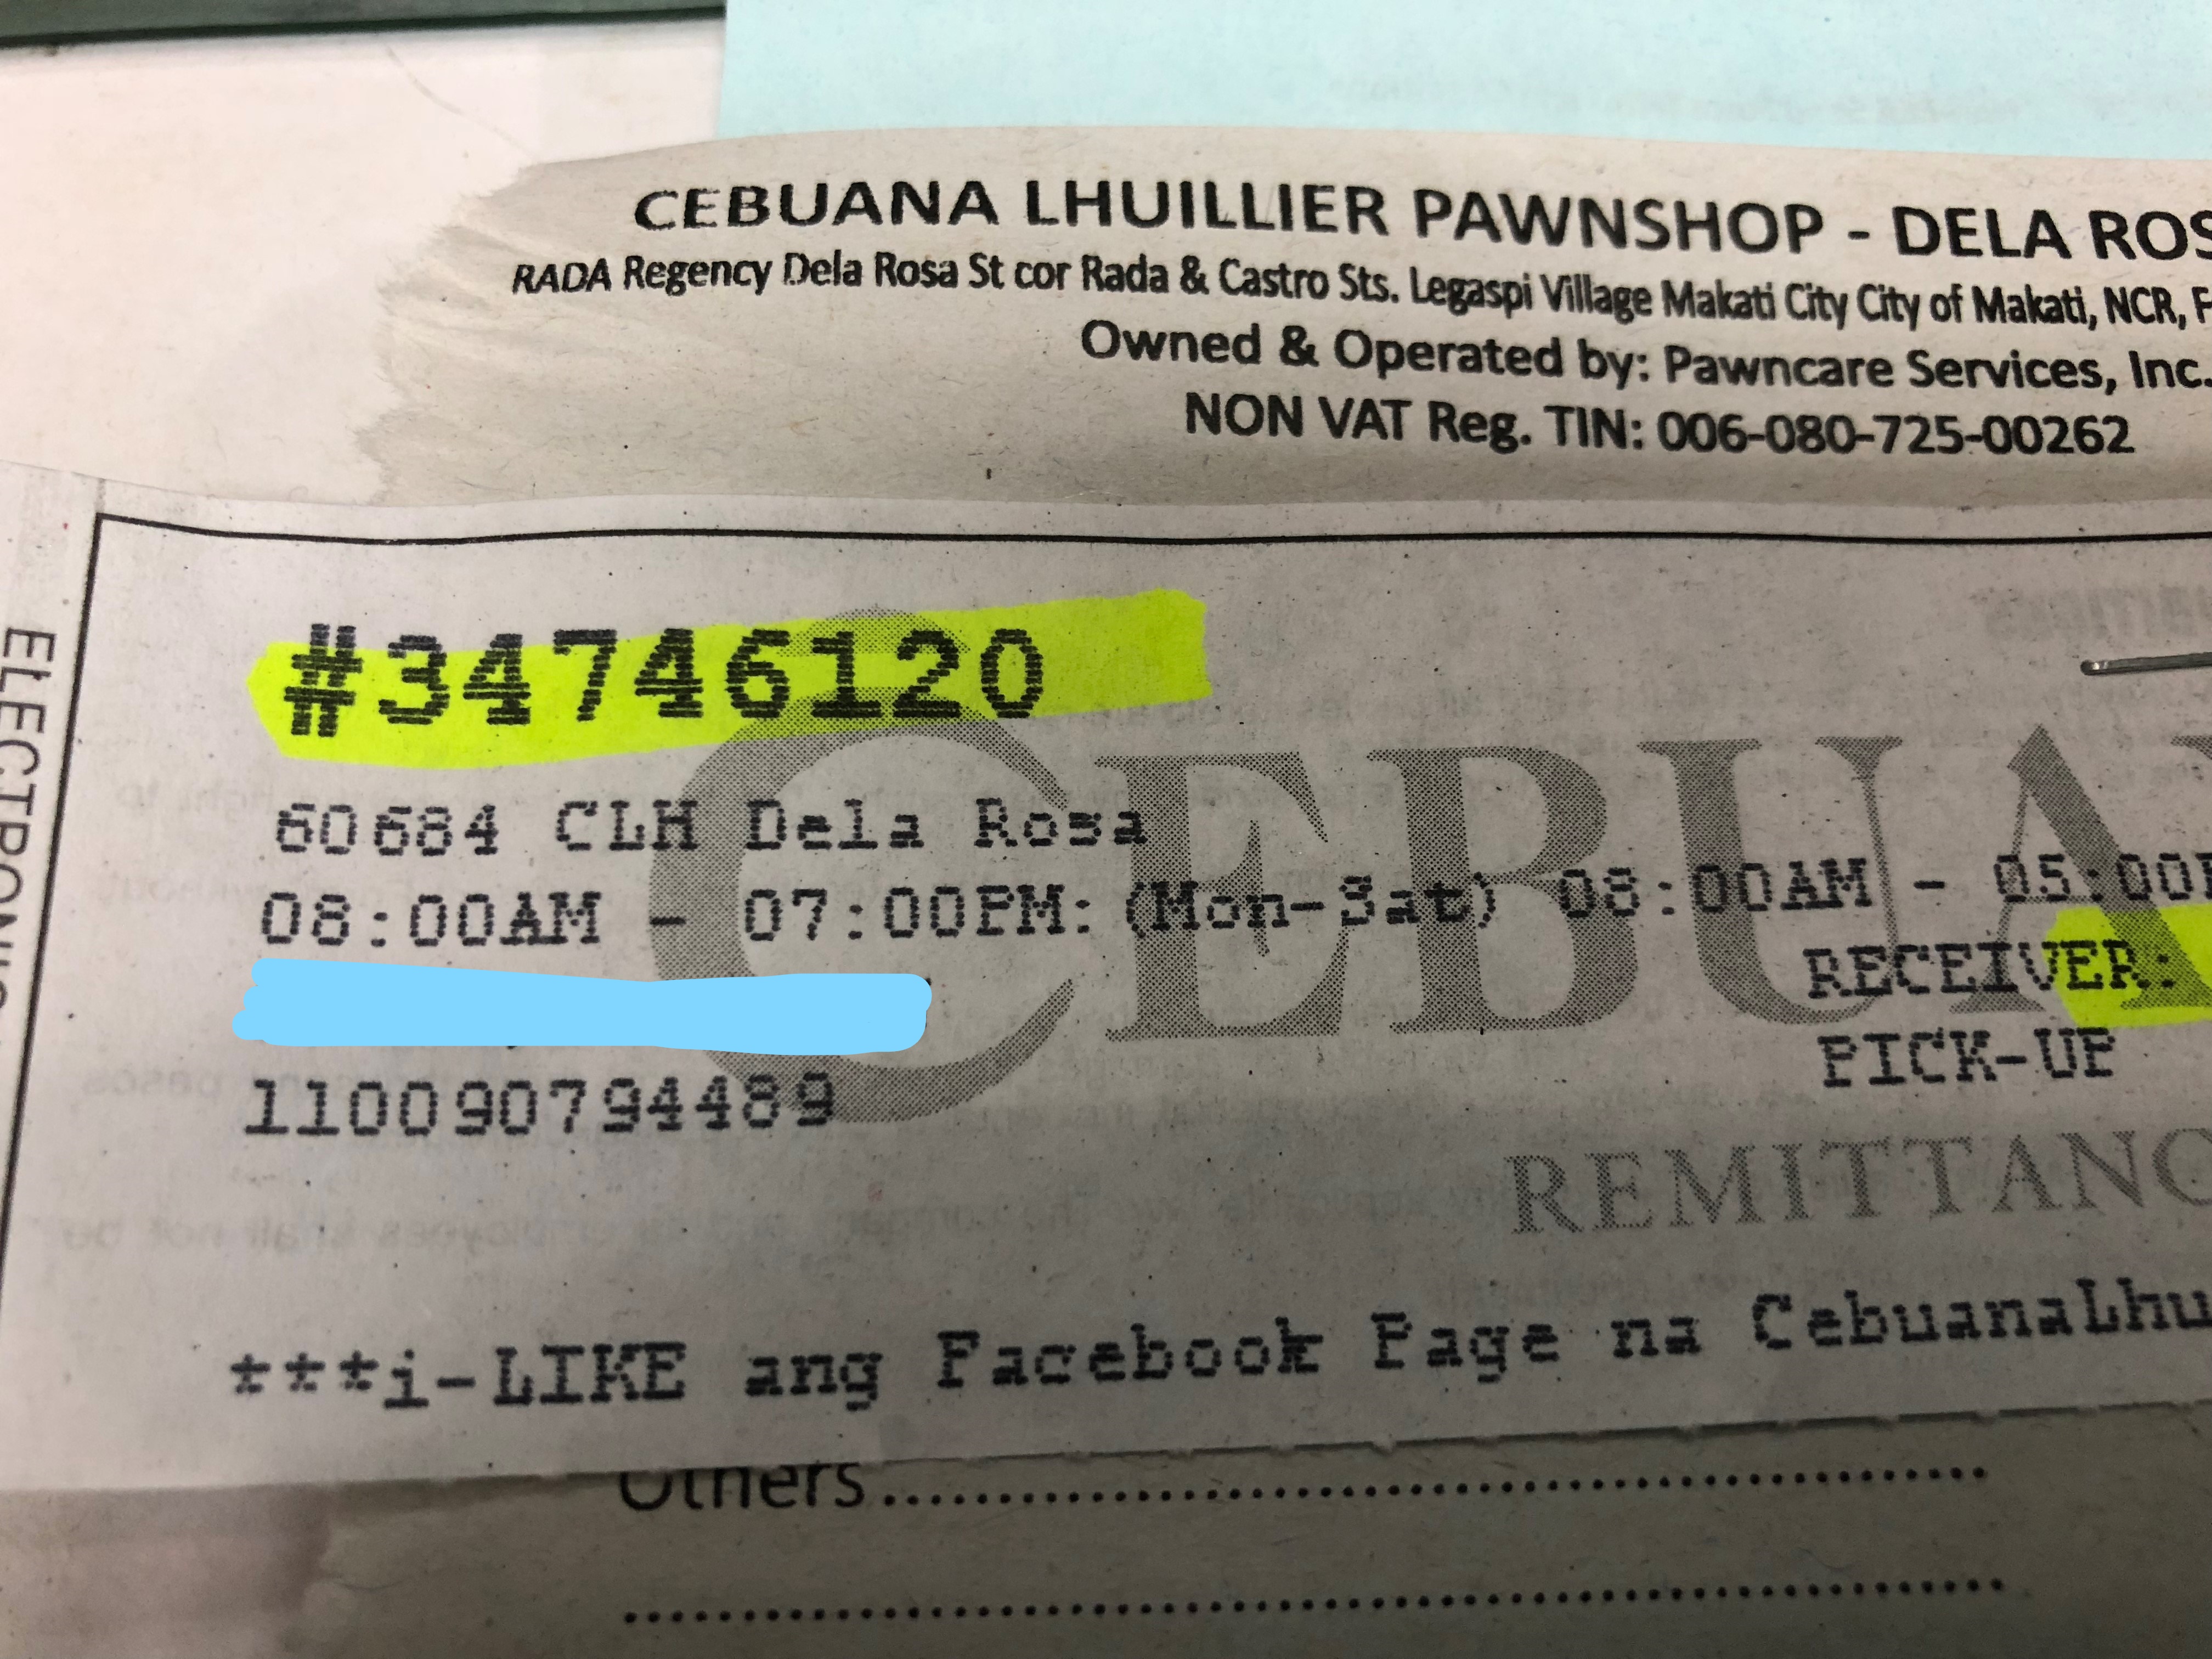 CEBUANA LHUILLIER PAWNSHOP - DELA ROS
RADA Regency Dela Rosa St cor Rada & Castro Sts. Legaspi Village Makati City City of Makati, NCR, F
Owned & Operated by: Pawncare Services, Inc.
NON VAT Reg. TIN: 006-080-725-00262
#34746120
60684 CLH Dela Rosa
08:00AM - 07:00PM: (Mon-Sat) 08:00AM - 05:00P
RECEIVER:
PICK-UP
110090794489
CEBUA
REMITTANC
***i-LIKE ang Facebook Page na CebuanaLhu
Others
ELECTRONIC